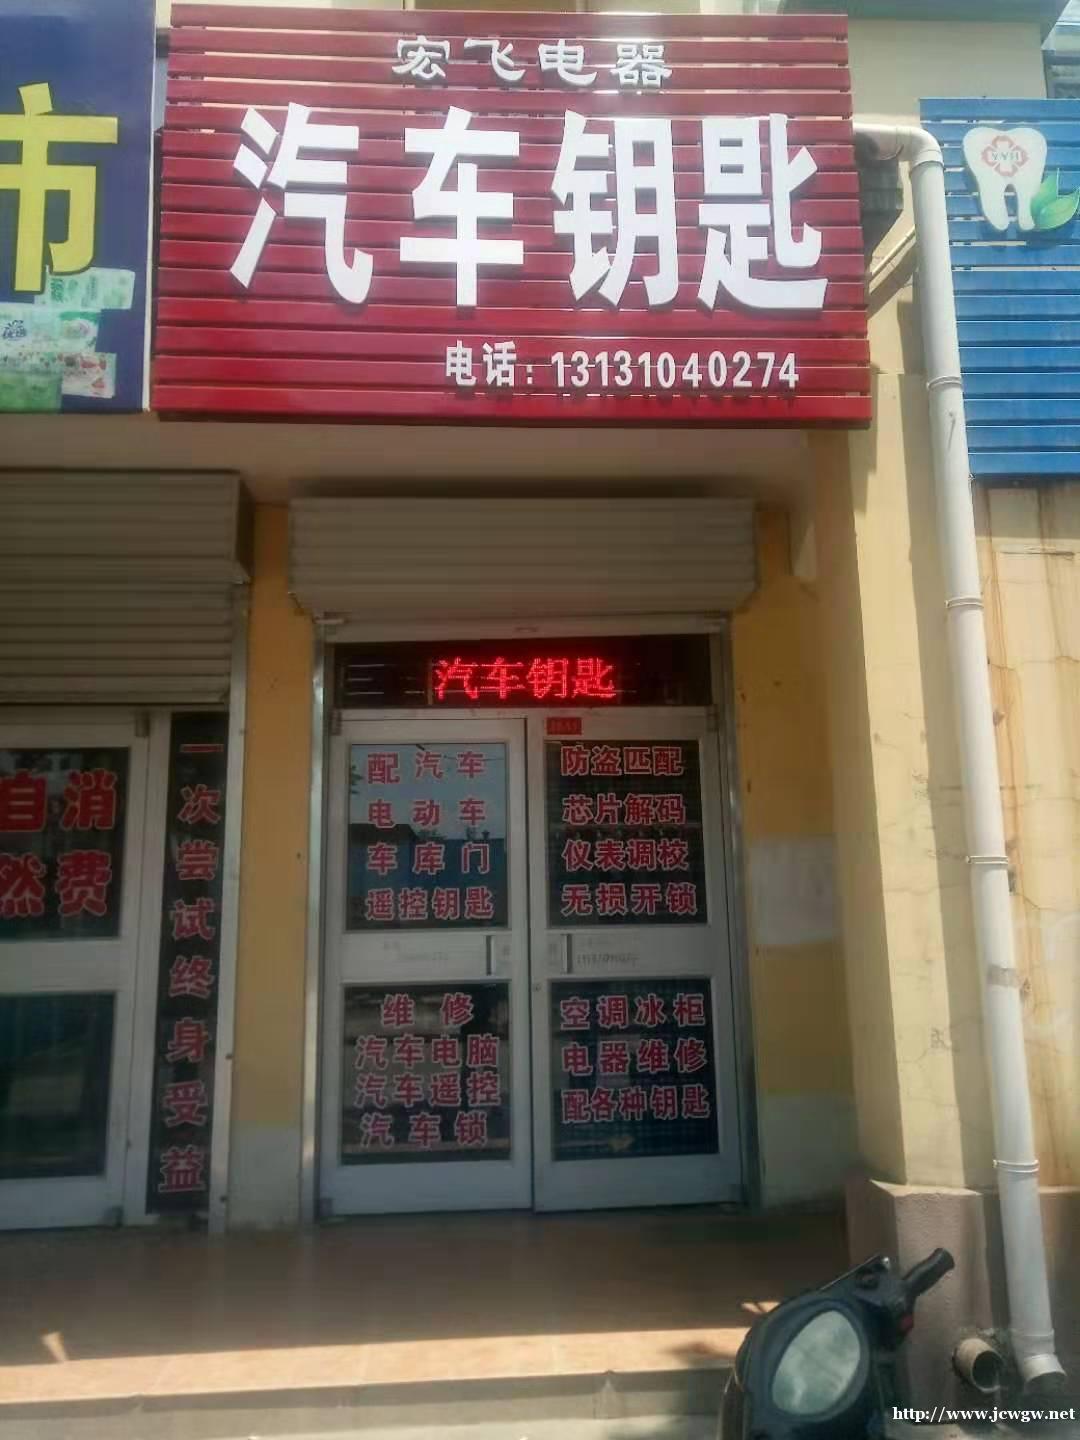 宏飞电器
汽车钥匙
电话：13131040274
市
汽车钥匙
配汽车
电动车
车库门
遥控钥匙
防盗匹配
芯片解码
仪表调校
无损开锁
维修
汽车电脑
汽车遥控
汽车锁
空调冰柜
电器维修
配各种钥匙
自消
燃费
一次尝试终身受益
http://www.jcwgw.net